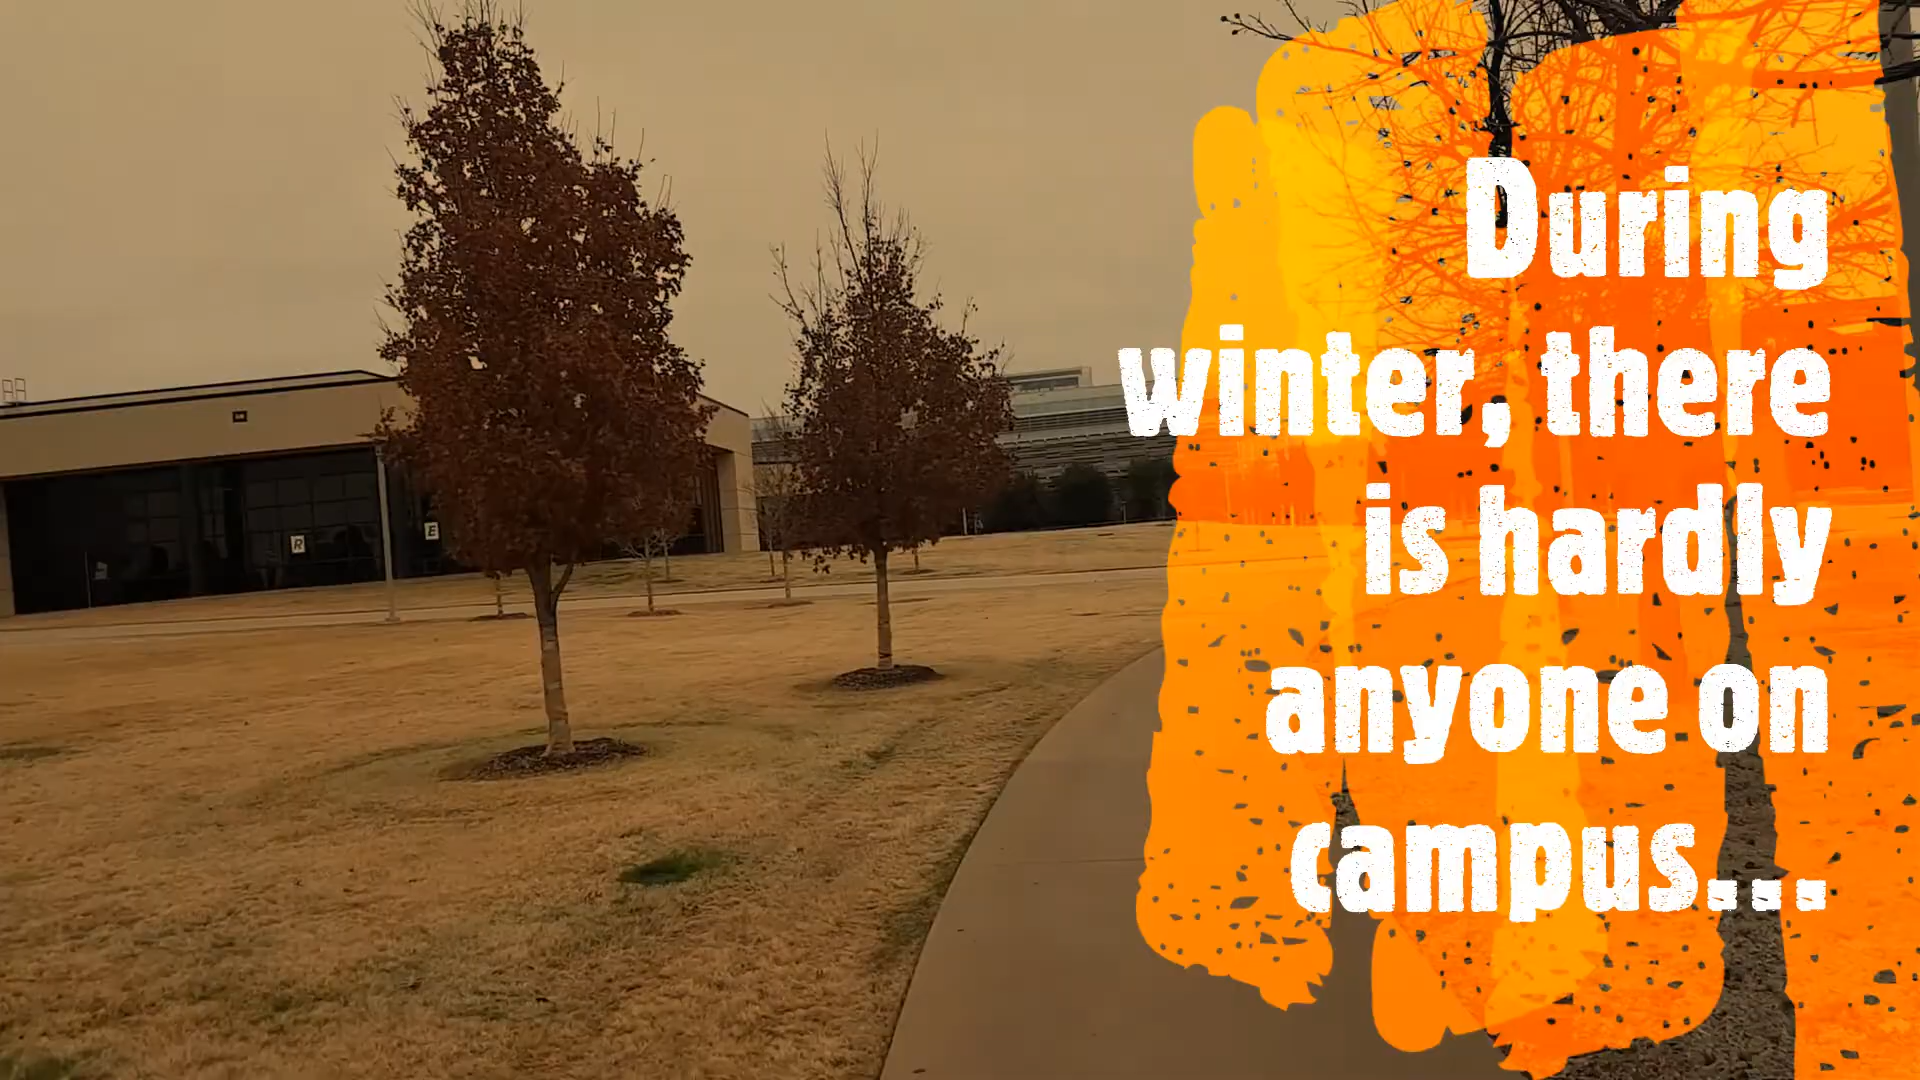 During
winter, there
is hardly
anyone on
campus...
R
E